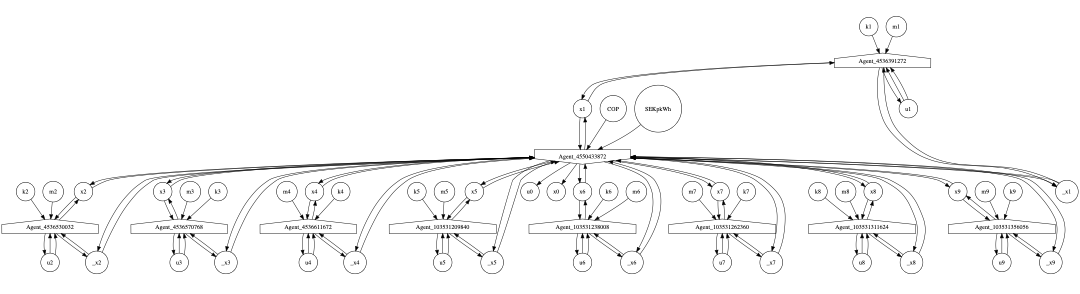 k1 m1
Agent_4536391272
x1 COP SEKpkWh u1
Agent_4550433872
k2 m2 x2 x3 m3 k3 m4 x4 k4 k5 m5 x5 u0 x0 x6 k6 m6 m7 x7 k7 k8 m8 x8 x9 m9 k9 _x1
Agent_4536530032 Agent_4536570768 Agent_4536611672 Agent_103531209840 Agent_103531238008 Agent_103531262360 Agent_103531311624 Agent_103531356056
u2 _x2 u3 _x3 u4 _x4 u5 _x5 u6 _x6 u7 _x7 u8 _x8 u9 _x9